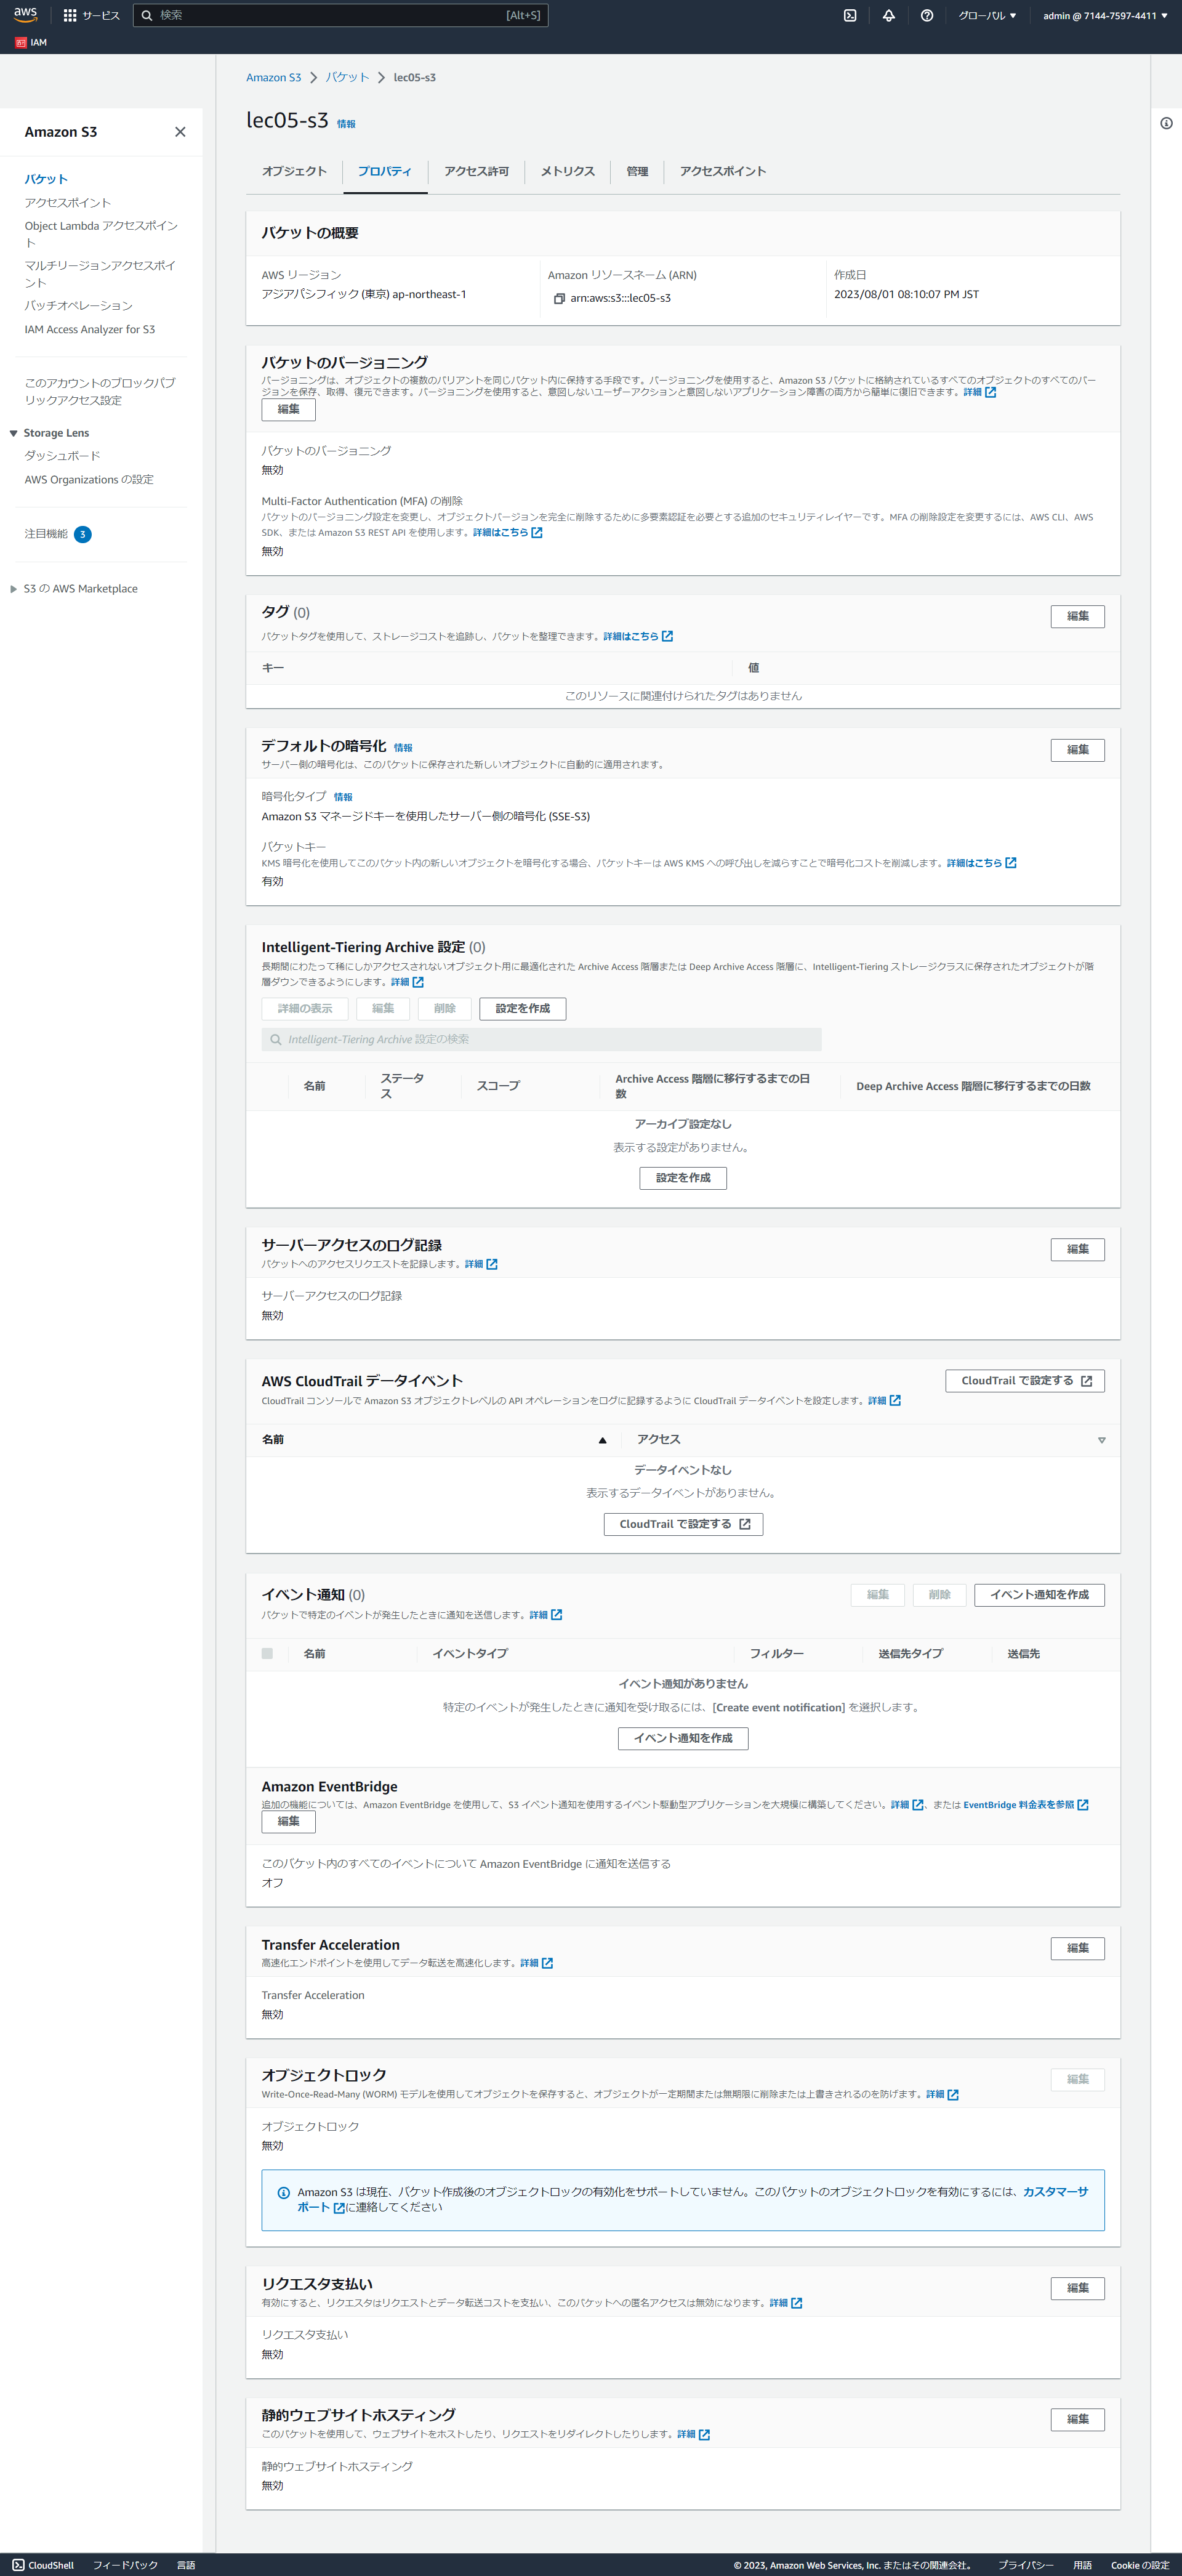 aws
サービス
検索
[Alt+S]
グローバル
admin @ 7144-7597-4411
IAM
Amazon S3
バケット
lec05-s3
Amazon S3
バケット
アクセスポイント
Object Lambda アクセスポイン
ト
マルチリージョンアクセスポイ
ント
バッチオペレーション
IAM Access Analyzer for S3
このアカウントのブロックパブ
リックアクセス設定
Storage Lens
ダッシュボード
AWS Organizations の設定
注目機能 3
S3 の AWS Marketplace
lec05-s3 情報
オブジェクト
プロパティ
アクセス許可
メトリクス
管理
アクセスポイント
バケットの概要
AWS リージョン
アジアパシフィック (東京) ap-northeast-1
Amazon リソースネーム (ARN)
arn:aws:s3:::lec05-s3
作成日
2023/08/01 08:10:07 PM JST
バケットのバージョニング
バージョニングは、オブジェクトの複数のバリアントを同じバケット内に保持する手段です。バージョニングを使用すると、Amazon S3 バケットに格納されているすべてのオブジェクトのすべてのバー
ジョンを保存、取得、復元できます。バージョニングを使用すると、意図しないユーザーアクションと意図しないアプリケーション障害の両方から簡単に復旧できます。詳細
編集
バケットのバージョニング
無効
Multi-Factor Authentication (MFA) の削除
バケットのバージョニング設定を変更し、オブジェクトバージョンを完全に削除するために多要素認証を必要とする追加のセキュリティレイヤーです。MFA の削除設定を変更するには、AWS CLI、AWS
SDK、または Amazon S3 REST API を使用します。詳細はこちら
無効
タグ (0)
バケットタグを使用して、ストレージコストを追跡し、バケットを整理できます。詳細はこちら
編集
キー
値
このリソースに関連付けられたタグはありません
デフォルトの暗号化 情報
サーバー側の暗号化は、このバケットに保存された新しいオブジェクトに自動的に適用されます。
編集
暗号化タイプ 情報
Amazon S3 マネージドキーを使用したサーバー側の暗号化 (SSE-S3)
バケットキー
KMS 暗号化を使用してこのバケット内の新しいオブジェクトを暗号化する場合、バケットキーは AWS KMS への呼び出しを減らすことで暗号化コストを削減します。詳細はこちら
有効
Intelligent-Tiering Archive 設定 (0)
長期間にわたって稀にしかアクセスされないオブジェクト用に最適化された Archive Access 階層または Deep Archive Access 階層に、Intelligent-Tiering ストレージクラスに保存されたオブジェクトが階
層ダウンできるようにします。詳細
詳細の表示
編集
削除
設定を作成
Intelligent-Tiering Archive 設定の検索
名前
ステータ
ス
スコープ
Archive Access 階層に移行するまでの日
数
Deep Archive Access 階層に移行するまでの日数
アーカイブ設定なし
表示する設定がありません。
設定を作成
サーバーアクセスのログ記録
バケットへのアクセスリクエストを記録します。詳細
編集
サーバーアクセスのログ記録
無効
AWS CloudTrail データイベント
CloudTrail コンソールで Amazon S3 オブジェクトレベルの API オペレーションをログに記録するように CloudTrail データイベントを設定します。詳細
CloudTrail で設定する
名前
アクセス
データイベントなし
表示するデータイベントがありません。
CloudTrail で設定する
イベント通知 (0)
バケットで特定のイベントが発生したときに通知を送信します。詳細
編集
削除
イベント通知を作成
名前
イベントタイプ
フィルター
送信先タイプ
送信先
イベント通知がありません
特定のイベントが発生したときに通知を受け取るには、[Create event notification] を選択します。
イベント通知を作成
Amazon EventBridge
追加の機能については、Amazon EventBridge を使用して、S3 イベント通知を使用するイベント駆動型アプリケーションを大規模に構築してください。詳細、または EventBridge 料金表を参照
編集
このバケット内のすべてのイベントについて Amazon EventBridge に通知を送信する
オフ
Transfer Acceleration
高速化エンドポイントを使用してデータ転送を高速化します。詳細
編集
Transfer Acceleration
無効
オブジェクトロック
Write-Once-Read-Many (WORM) モデルを使用してオブジェクトを保存すると、オブジェクトが一定期間または無期限に削除または上書きされるのを防げます。詳細
編集
オブジェクトロック
無効
Amazon S3 は現在、バケット作成後のオブジェクトロックの有効化をサポートしていません。このバケットのオブジェクトロックを有効にするには、カスタマーサ
ポートに連絡してください
リクエスタ支払い
有効にすると、リクエスタはリクエストとデータ転送コストを支払い、このバケットへの匿名アクセスは無効になります。詳細
編集
リクエスタ支払い
無効
静的ウェブサイトホスティング
このバケットを使用して、ウェブサイトをホストしたり、リクエストをリダイレクトしたりします。詳細
編集
静的ウェブサイトホスティング
無効
CloudShell
フィードバック
言語
© 2023, Amazon Web Services, Inc. またはその関連会社。
プライバシー
用語
Cookie の設定